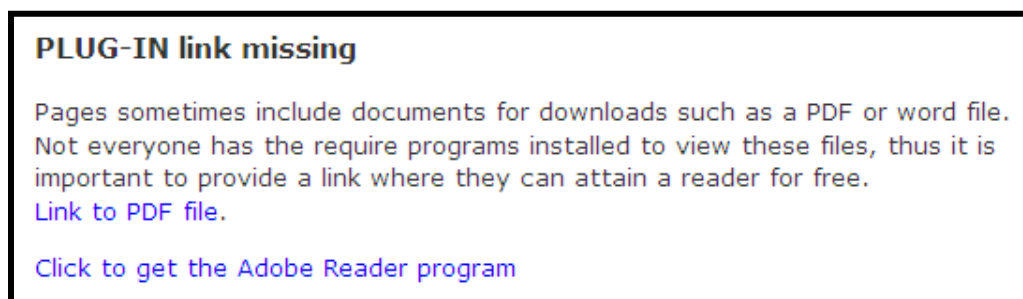 PLUG-IN link missing
Pages sometimes include documents for downloads such as a PDF or word file.
Not everyone has the require programs installed to view these files, thus it is
important to provide a link where they can attain a reader for free.
Link to PDF file.
Click to get the Adobe Reader program